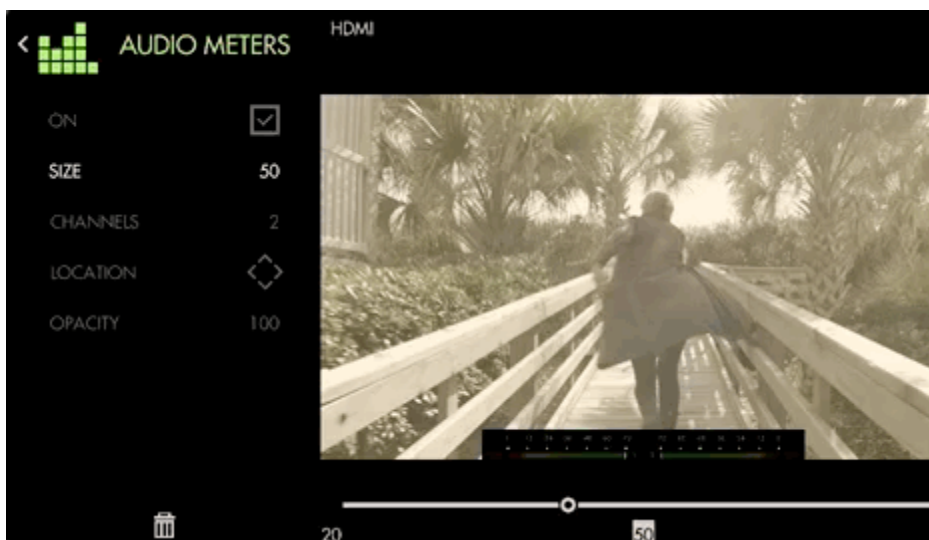 AUDIO METERS
HDMI
ON
SIZE 50
CHANNELS 2
LOCATION
OPACITY 100
20 50